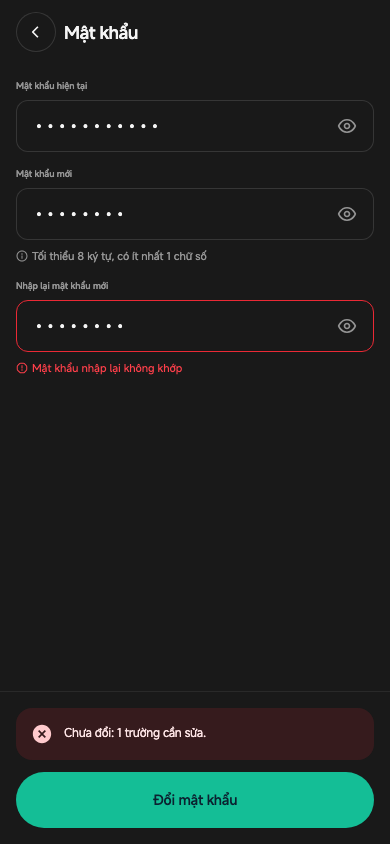 Mật khẩu
Mật khẩu hiện tại
Mật khẩu mới
Tối thiểu 8 ký tự, có ít nhất 1 chữ số
Nhập lại mật khẩu mới
Mật khẩu nhập lại không khớp
Chưa đổi: 1 trường cần sửa.
Đổi mật khẩu